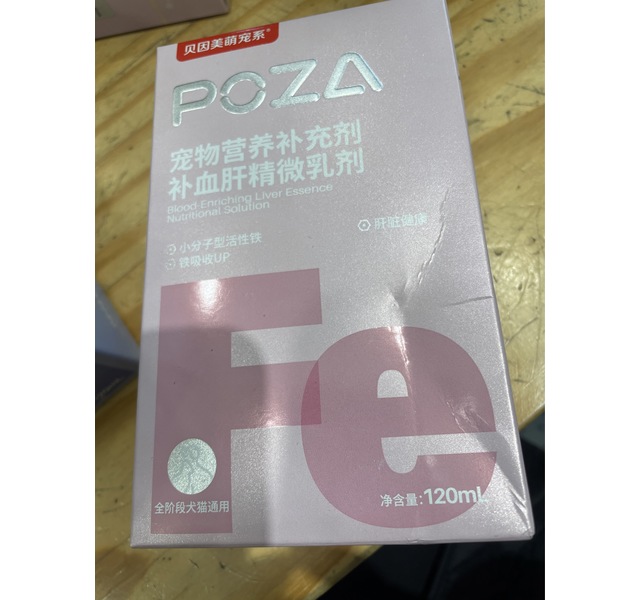 贝因美萌宠系®
POZA
宠物营养补充剂
补血肝精微乳剂
Blood-Enriching Liver Essence
Nutritional Solution
小分子型活性铁
铁吸收UP
肝脏健康
Fe
全阶段犬猫通用
净含量:120mL